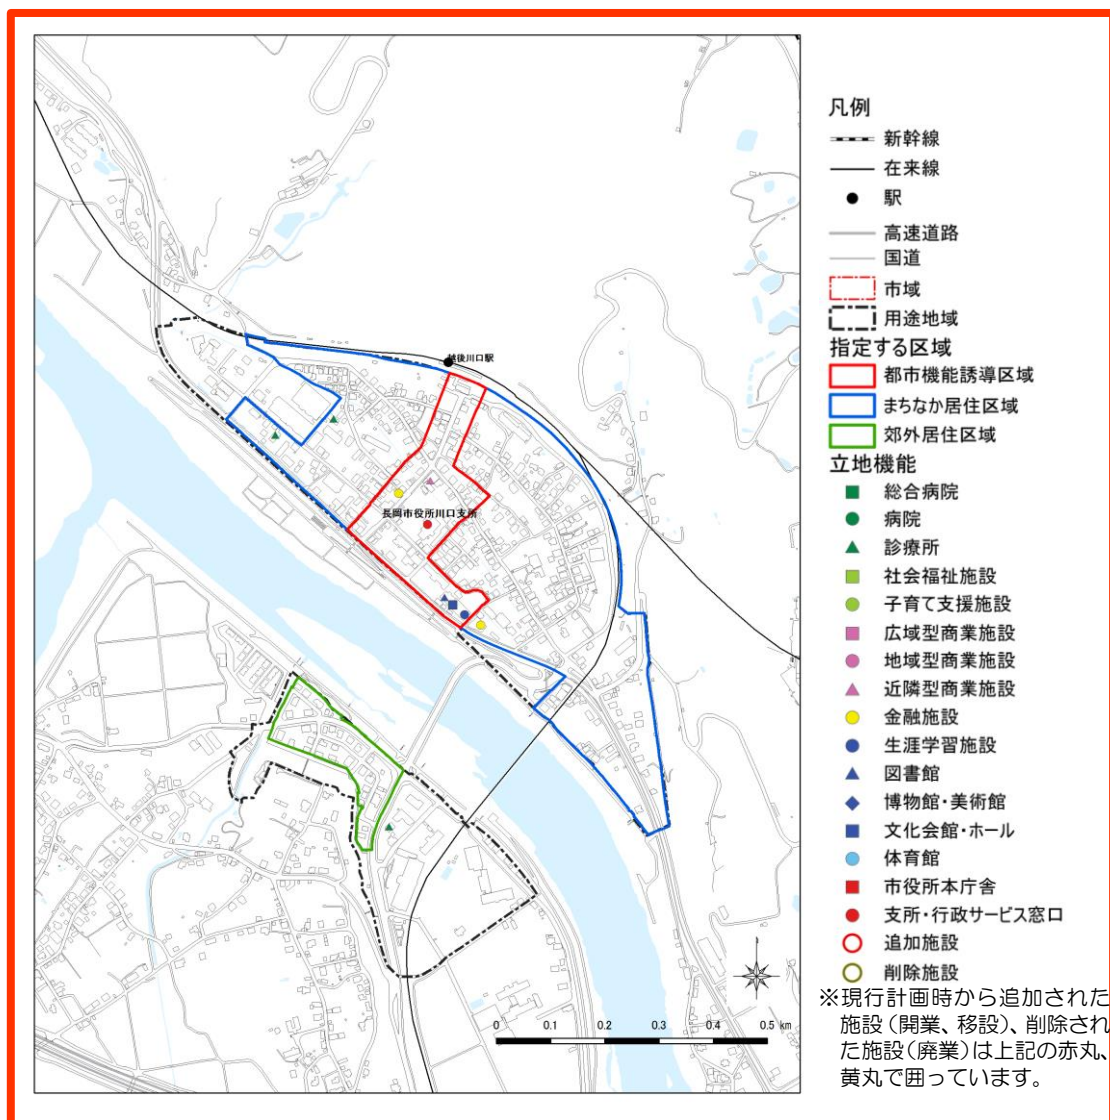 越後川口駅
長岡市役所川口支所
0 0.1 0.2 0.3 0.4 0.5 km
凡例
新幹線
在来線
駅
高速道路
国道
市域
用途地域
指定する区域
都市機能誘導区域
まちなか居住区域
郊外居住区域
立地機能
総合病院
病院
診療所
社会福祉施設
子育て支援施設
広域型商業施設
地域型商業施設
近隣型商業施設
金融施設
生涯学習施設
図書館
博物館・美術館
文化会館・ホール
体育館
市役所本庁舎
支所・行政サービス窓口
追加施設
削除施設
※現行計画時から追加された
施設(開業、移設)、削除され
た施設(廃業)は上記の赤丸、
黄丸で囲っています。